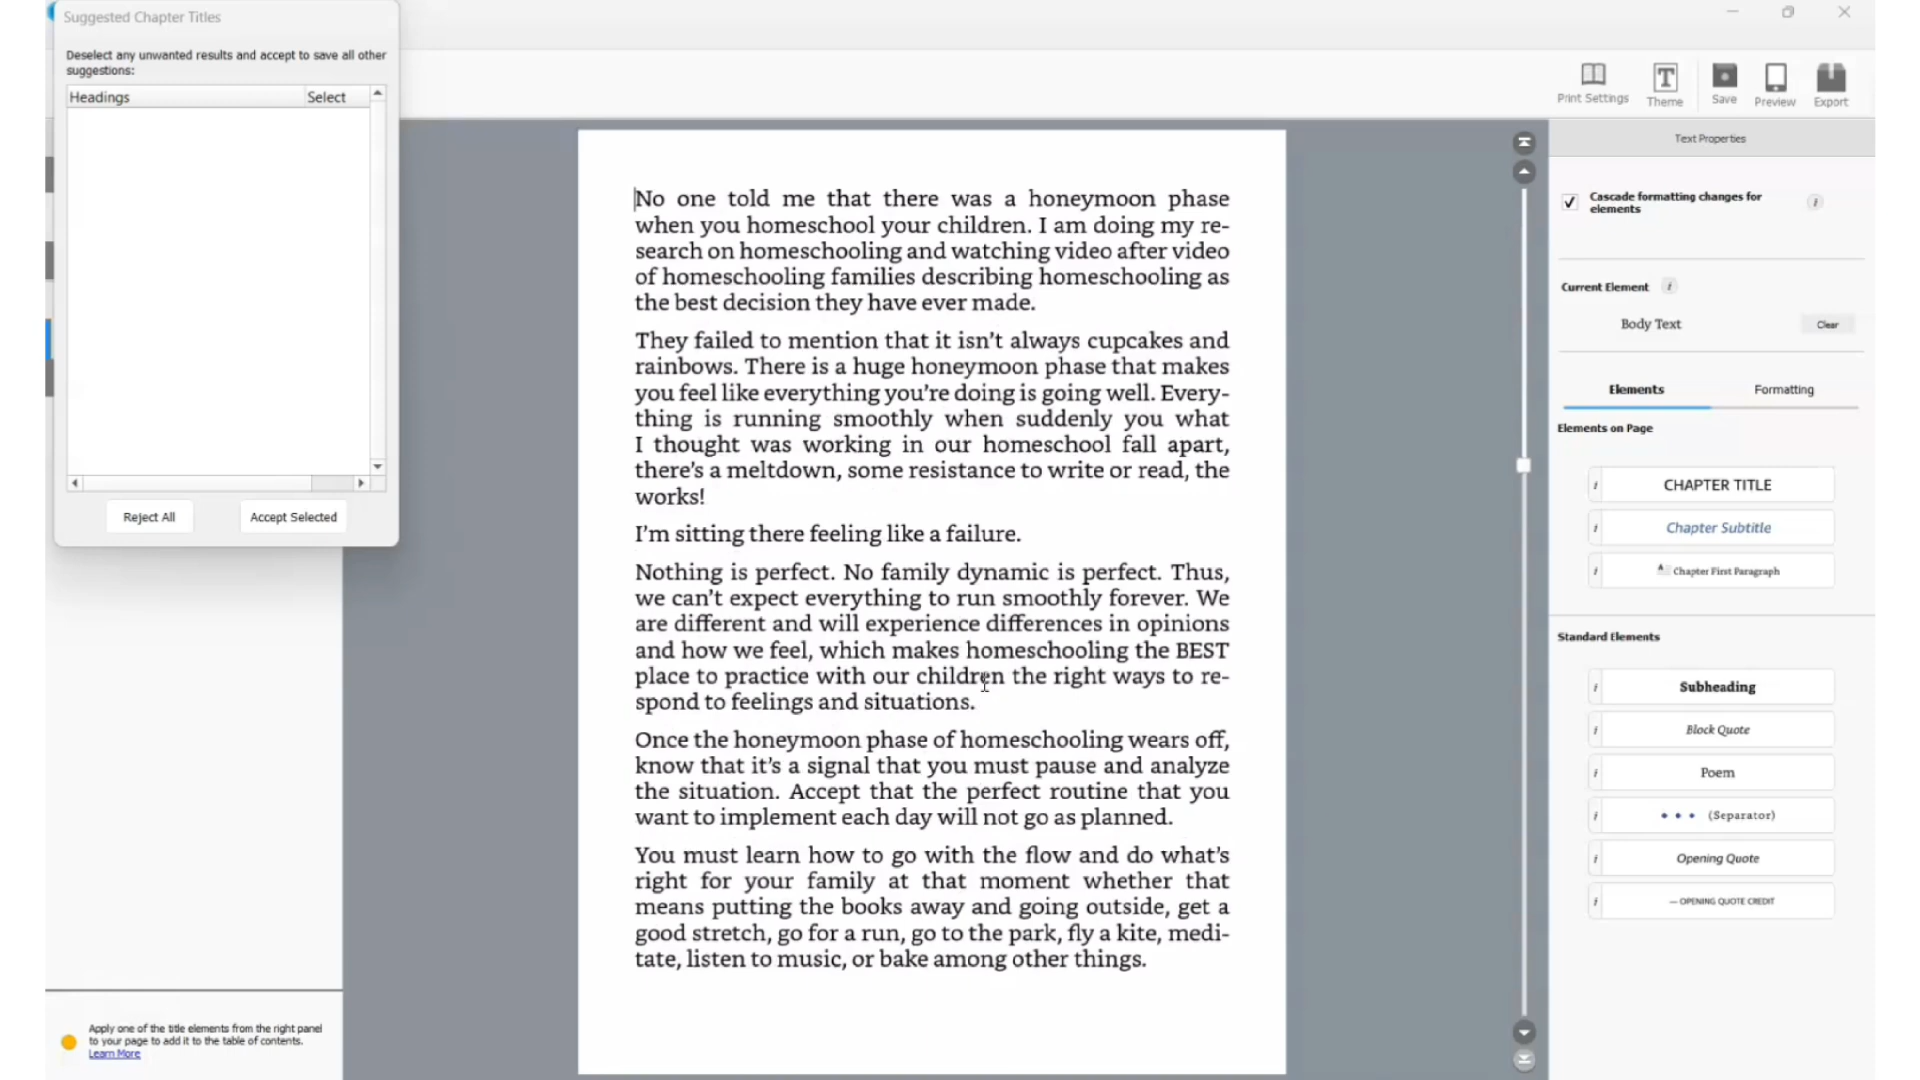 Suggested Chapter Titles
Deselect any unwanted results and accept to save all other
suggestions:
Headings Select
Reject All Accept Selected
Print Settings Theme Save Preview Export
No one told me that there was a honeymoon phase
when you homeschool your children. I am doing my re-
search on homeschooling and watching video after video
of homeschooling families describing homeschooling as
the best decision they have ever made.
They failed to mention that it isn’t always cupcakes and
rainbows. There is a huge honeymoon phase that makes
you feel like everything you’re doing is going well. Every-
thing is running smoothly when suddenly you what
I thought was working in our homeschool fall apart,
there’s a meltdown, some resistance to write or read, the
works!
I’m sitting there feeling like a failure.
Nothing is perfect. No family dynamic is perfect. Thus,
we can’t expect everything to run smoothly forever. We
are different and will experience differences in opinions
and how we feel, which makes homeschooling the BEST
place to practice with our children the right ways to re-
spond to feelings and situations.
Once the honeymoon phase of homeschooling wears off,
know that it’s a signal that you must pause and analyze
the situation. Accept that the perfect routine that you
want to implement each day will not go as planned.
You must learn how to go with the flow and do what’s
right for your family at that moment whether that
means putting the books away and going outside, get a
good stretch, go for a run, go to the park, fly a kite, medi-
tate, listen to music, or bake among other things.
Text Properties
Cascade formatting changes for
elements
i
Current Element i
Body Text Clear
Elements Formatting
Elements on Page
i CHAPTER TITLE
i Chapter Subtitle
i A Chapter First Paragraph
Standard Elements
i Subheading
i Block Quote
i Poem
i • • • (Separator)
i Opening Quote
i — OPENING QUOTE CREDIT
Apply one of the title elements from the right panel
to your page to add it to the table of contents.
Learn More